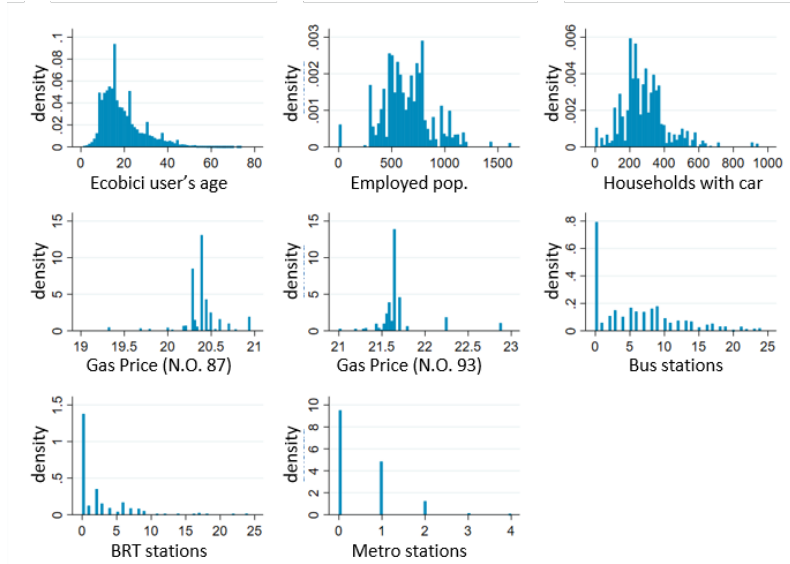 density
0 .02 .04 .06 .08 .1
0 20 40 60 80
Ecobici user's age
density
0 .001 .002 .003
0 500 1000 1500
Employed pop.
density
0 .002 .004 .006
0 200 400 600 800 1000
Households with car
density
0 5 10 15
19 19.5 20 20.5 21
Gas Price (N.O. 87)
density
0 5 10 15
21 21.5 22 22.5 23
Gas Price (N.O. 93)
density
0 .2 .4 .6 .8
0 5 10 15 20 25
Bus stations
density
0 .5 1 1.5
0 5 10 15 20 25
BRT stations
density
0 2 4 6 8 10
0 1 2 3 4
Metro stations